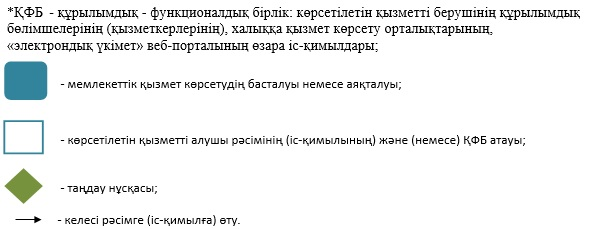 *ҚФБ - құрылымдық - функционалдық бірлік: көрсетілетін қызметті берушінің құрылымдық
бөлімшелерінің (қызметкерлерінің), халыққа қызмет көрсету орталықтарының,
«электрондық үкімет» веб-порталының өзара іс-қимылдары;
- мемлекеттік қызмет көрсетудің басталуы немесе аяқталуы;
- көрсетілетін қызметті алушы рәсімінің (іс-қимылының) және (немесе) ҚФБ атауы;
- таңдау нұсқасы;
- келесі рәсімге (іс-қимылға) өту.